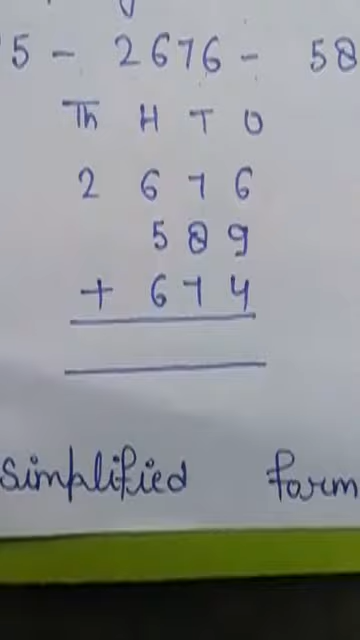 5 - 2676 - 58
Th H T O
2 6 7 6
5 8 9
+ 6 7 4
simplified form